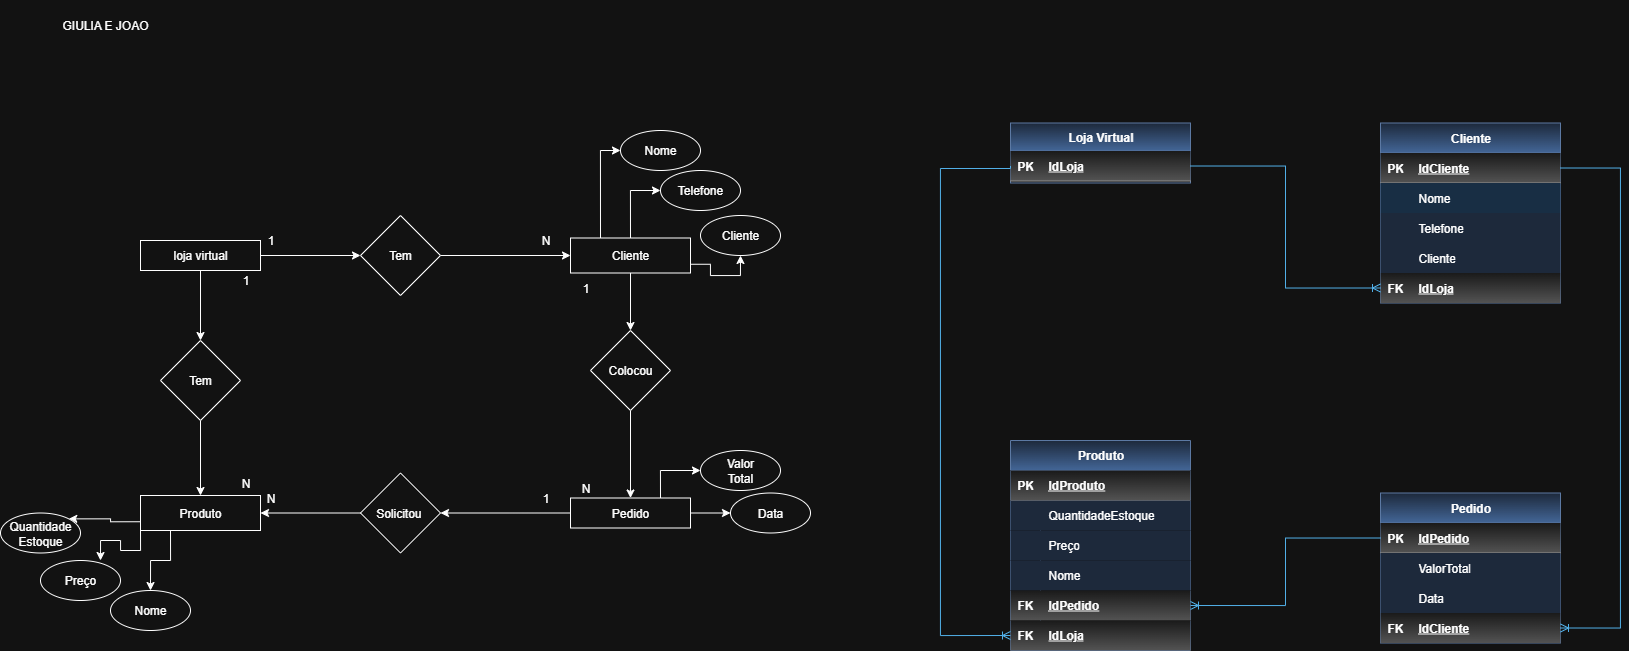 GIULIA E JOAO
Nome
Telefone
Cliente
loja virtual
1
1
Tem
N
Cliente
1
Tem
Colocou
N
N
Produto
Quantidade
Estoque
Preço
Nome
Solicitou
1
N
Pedido
Valor
Total
Data
Loja Virtual
PK IdLoja
Cliente
PK IdCliente
Nome
Telefone
Cliente
FK IdLoja
Produto
PK IdProduto
QuantidadeEstoque
Preço
Nome
FK IdPedido
FK IdLoja
Pedido
PK IdPedido
ValorTotal
Data
FK IdCliente